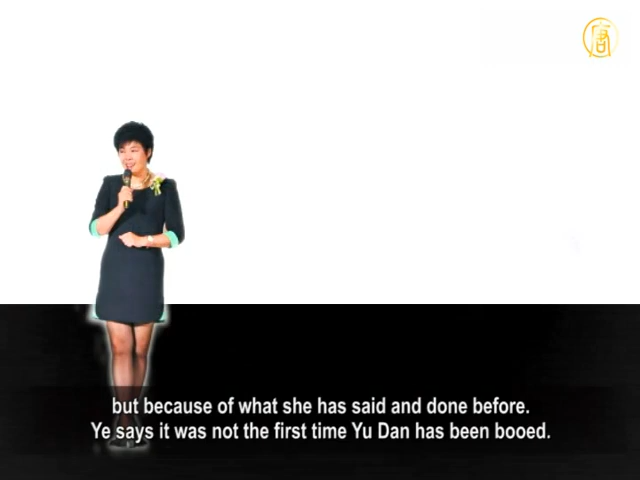 唐
but because of what she has said and done before.
Ye says it was not the first time Yu Dan has been booed.